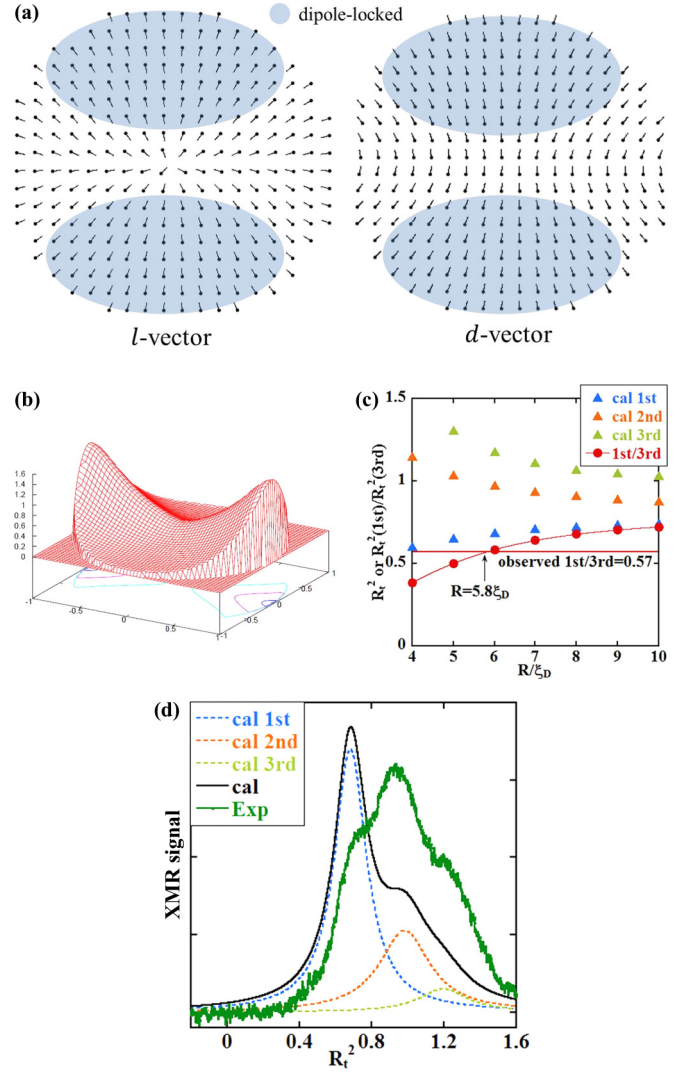 (a)
dipole-locked
l-vector
d-vector
(b)
1.6
1.4
1.2
1
0.8
0.6
0.4
0.2
0
-1
-0.5
0
0.5
1
-1
-0.5
0
0.5
1
(c)
1.5
1
0.5
0
R_t^2 or R_t^2(1st)/R_t^2(3rd)
cal 1st
cal 2nd
cal 3rd
1st/3rd
observed 1st/3rd=0.57
R=5.8ξ_D
4 5 6 7 8 9 10
R/ξ_D
(d)
cal 1st
cal 2nd
cal 3rd
cal
Exp
XMR signal
0 0.4 0.8 1.2 1.6
R_t^2